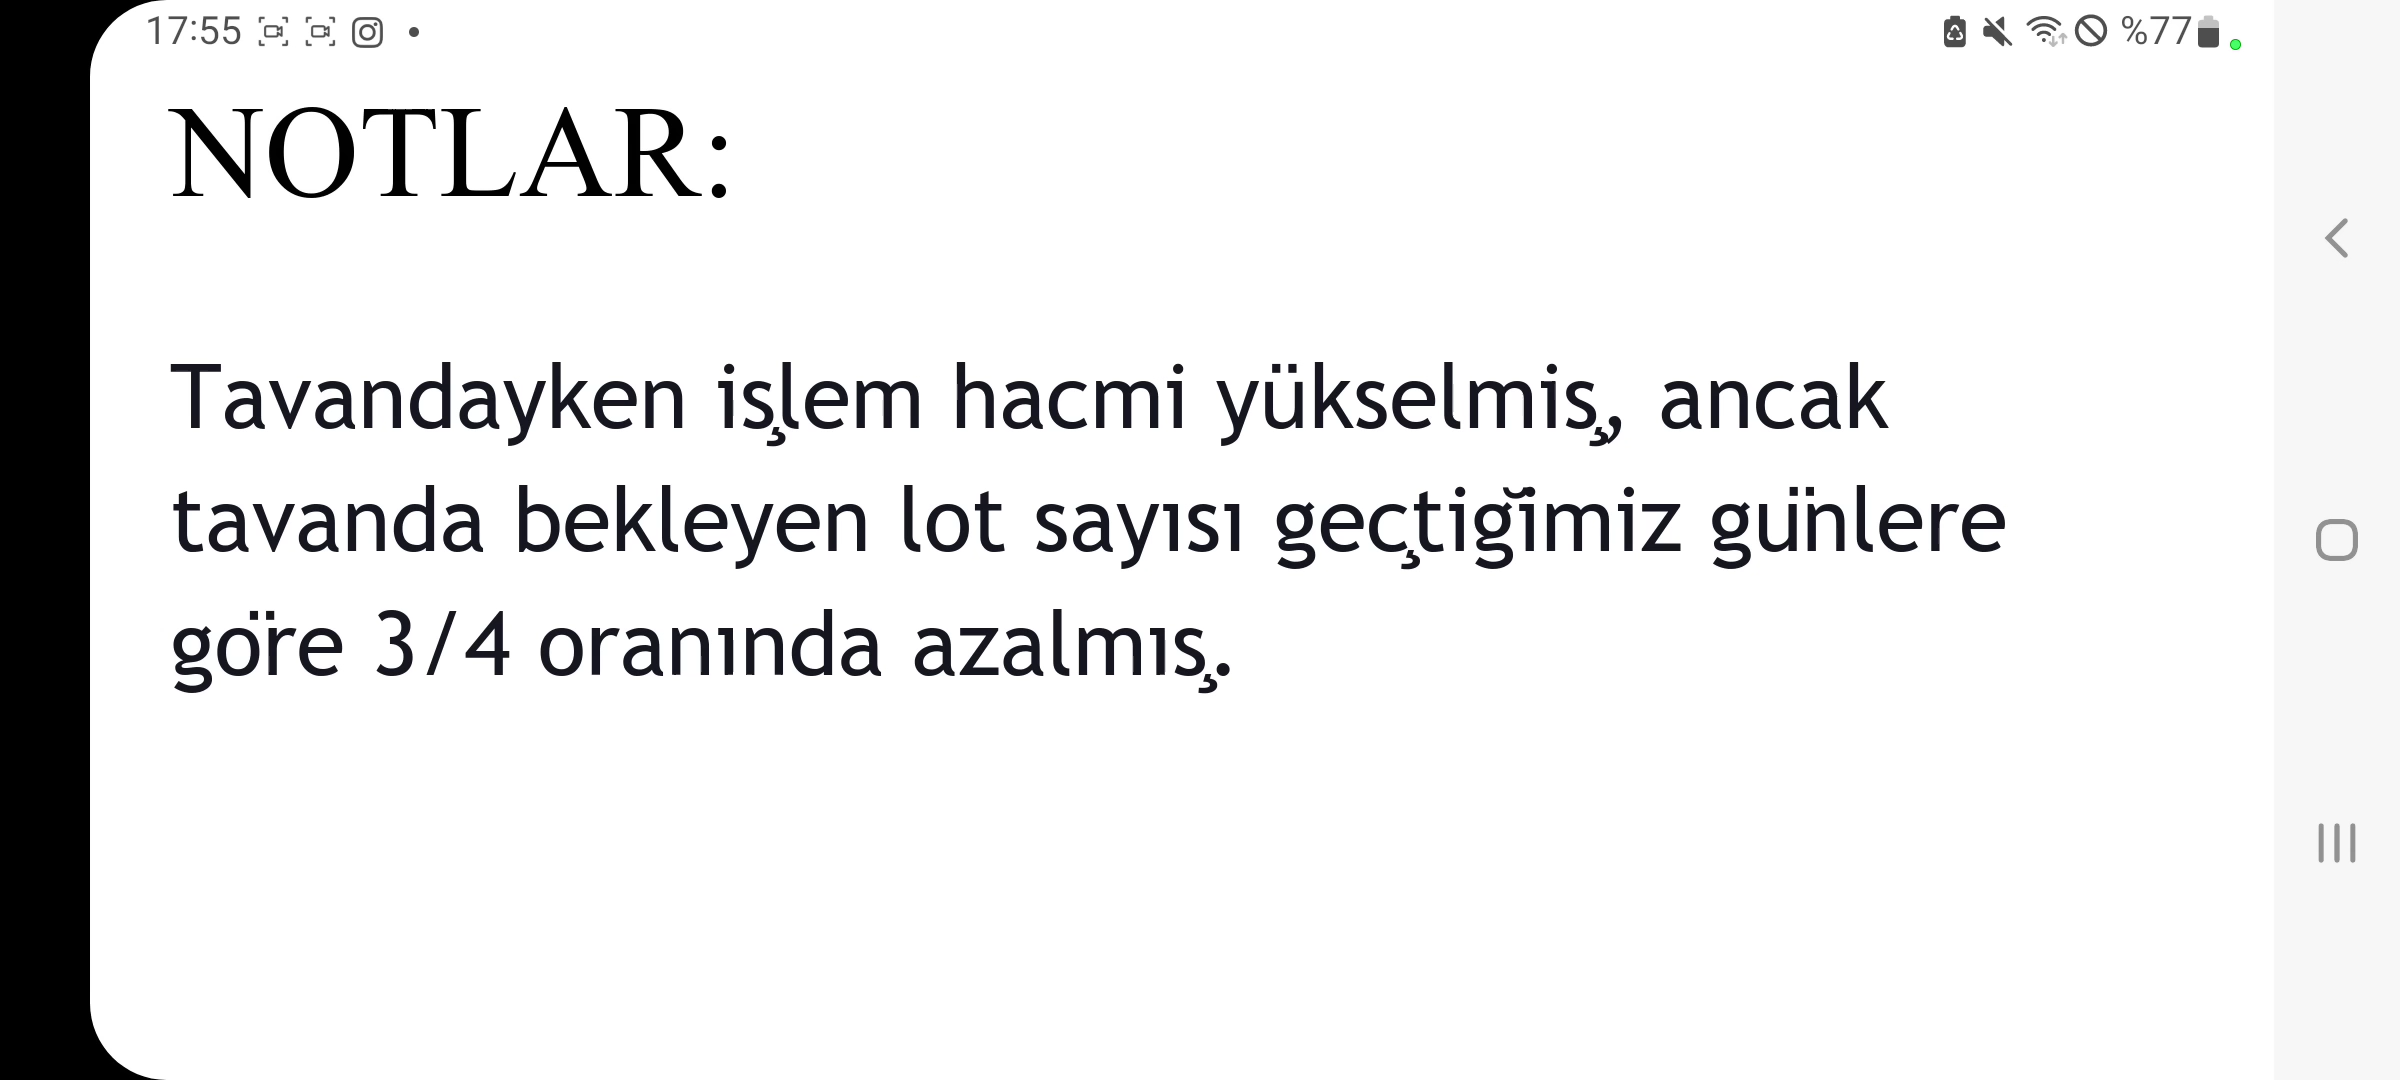 17:55
%77
NOTLAR:
Tavandayken işlem hacmi yükselmiş, ancak
tavanda bekleyen lot sayısı geçtiğimiz günlere
göre 3/4 oranında azalmış.